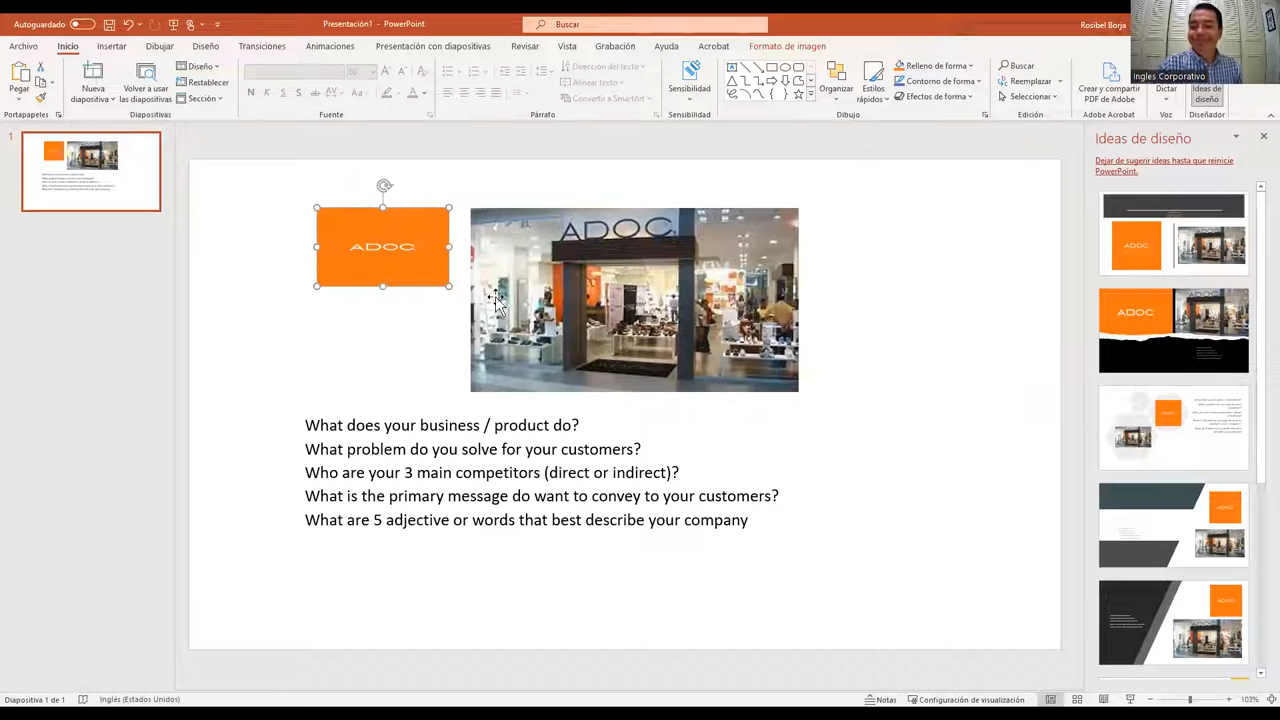 Autoguardado
Presentación1 - PowerPoint
Buscar
Rosibel Borja
Archivo Inicio Insertar Dibujar Diseño Transiciones Animaciones Presentación con diapositivas Revisar Grabación Vista Ayuda Acrobat Formato de imagen
Pegar
Nueva diapositiva
Volver a usar las diapositivas
Diseño
Restablecer
Sección
N K S
Dirección del texto
Alinear texto
Convertir a SmartArt
Sensibilidad
Organizar
Estilos rápidos
Relleno de forma
Contorno de forma
Efectos de forma
Buscar
Reemplazar
Seleccionar
Crear y compartir PDF de Adobe
Dictar
Ideas de diseño
Ingles Corporativo
Portapapeles Diapositivas Fuente Párrafo Sensibilidad Dibujo Edición Adobe Acrobat Voz Diseñador
1
ADOC
ADOC
What does your business / product do?
What problem do you solve for your customers?
Who are your 3 main competitors (direct or indirect)?
What is the primary message do want to convey to your customers?
What are 5 adjective or words that best describe your company
Ideas de diseño
Dejar de sugerir ideas hasta que reinicie
PowerPoint.
ADOC
ADOC
Diapositiva 1 de 1 Inglés (Estados Unidos) Notas Configuración de visualización 103%